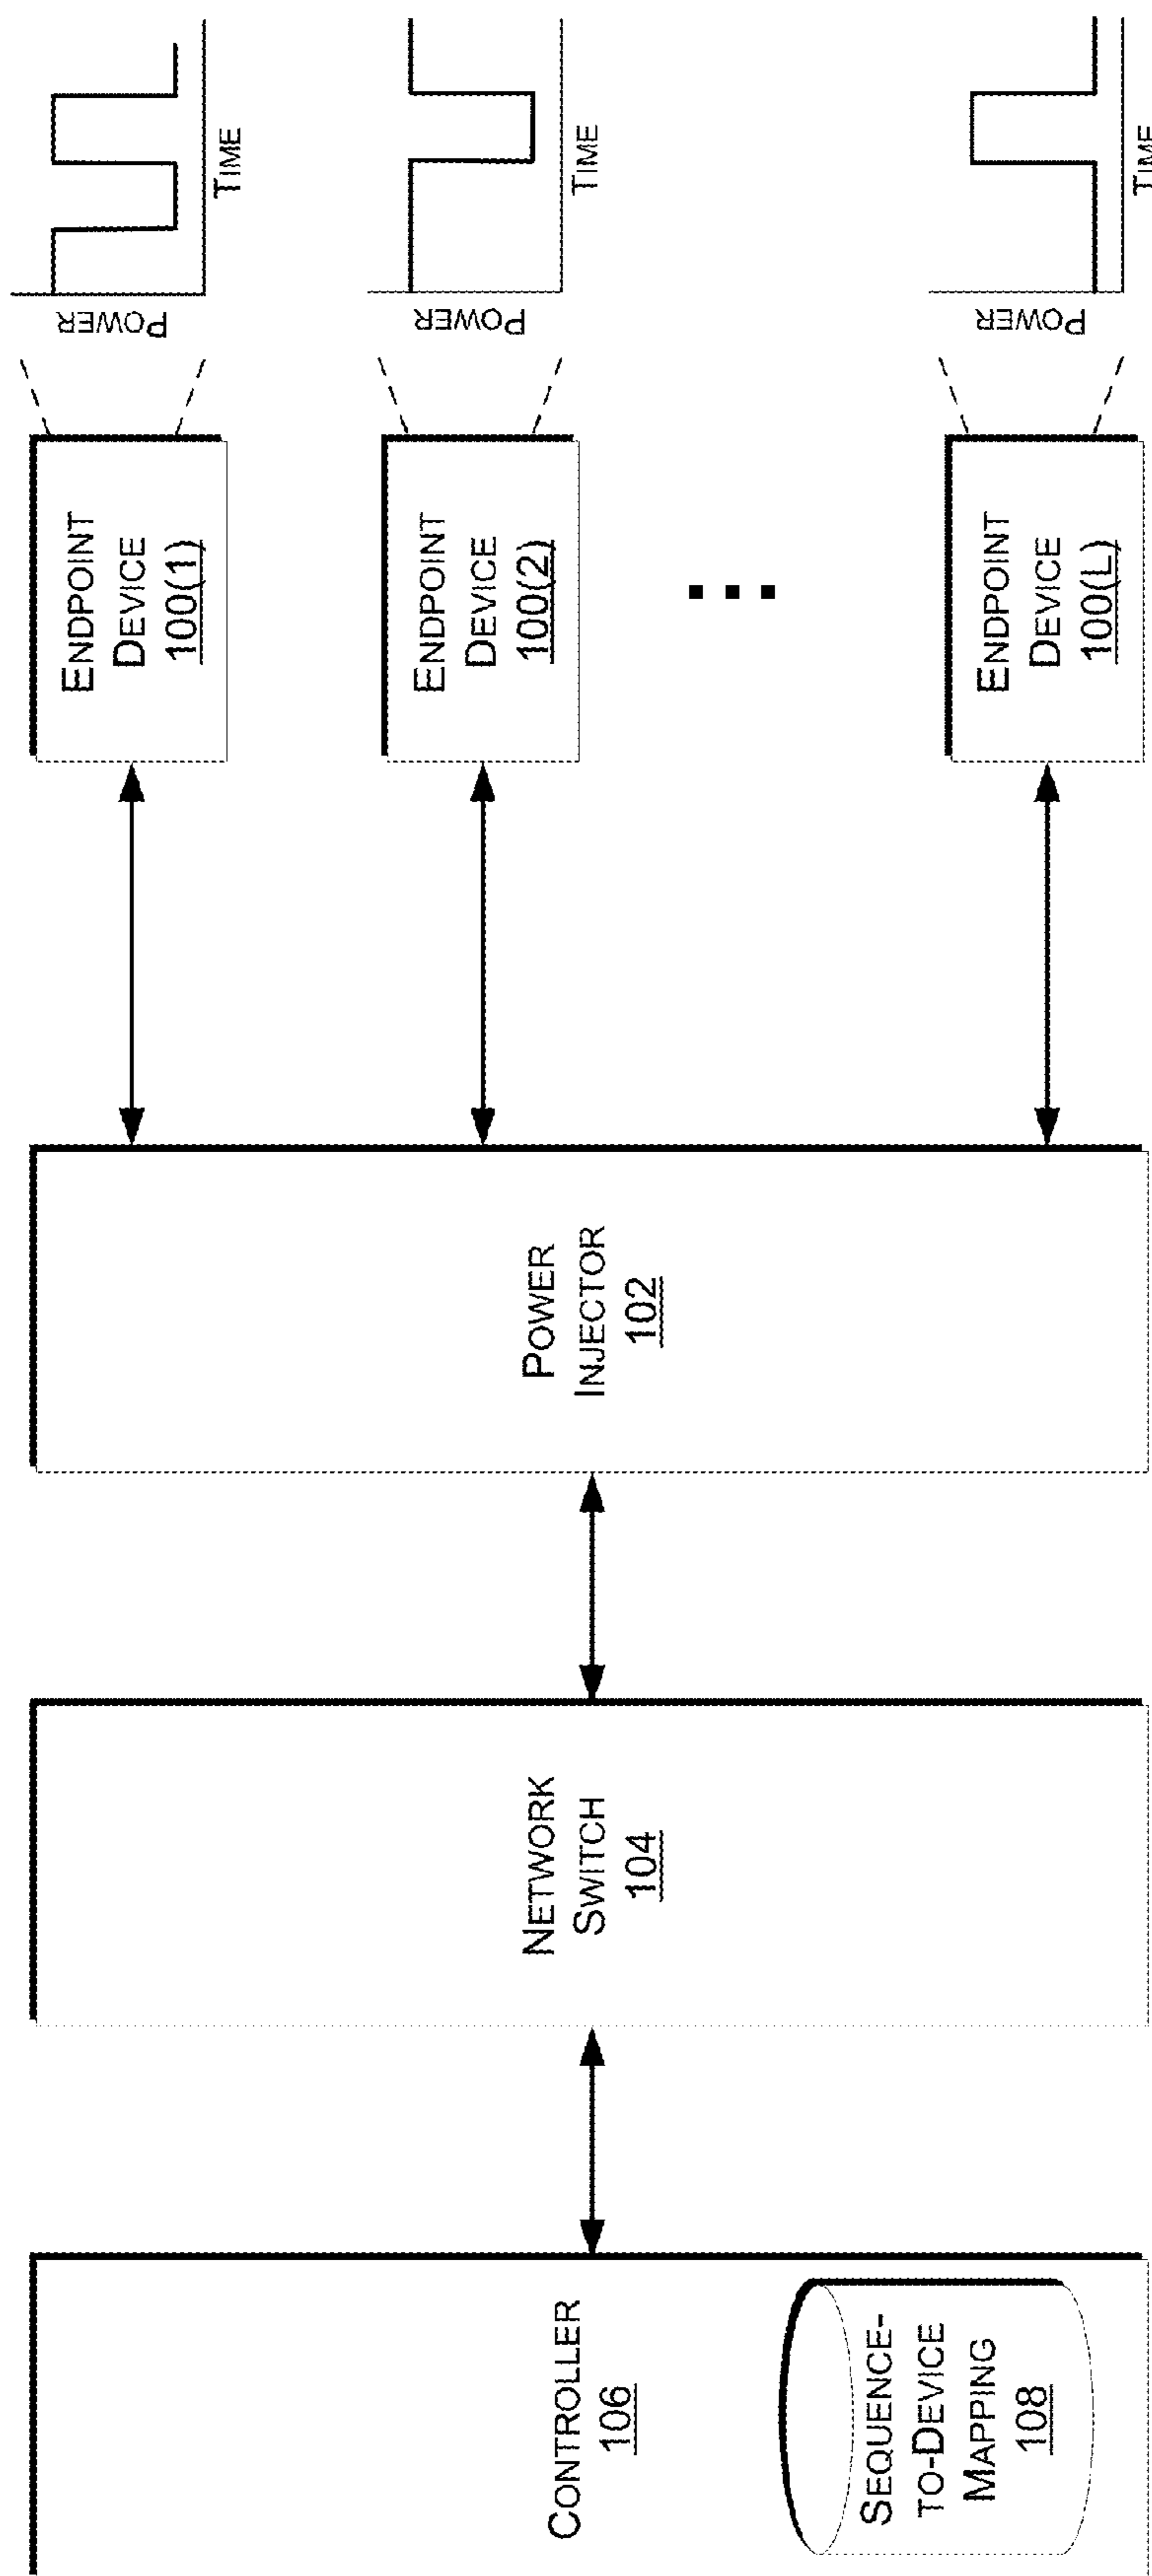 CONTROLLER
106
SEQUENCE-
TO-DEVICE
MAPPING
108
NETWORK
SWITCH
104
POWER
INJECTOR
102
ENDPOINT
DEVICE
100(1)
POWER
TIME
ENDPOINT
DEVICE
100(2)
POWER
TIME
ENDPOINT
DEVICE
100(L)
POWER
TIME